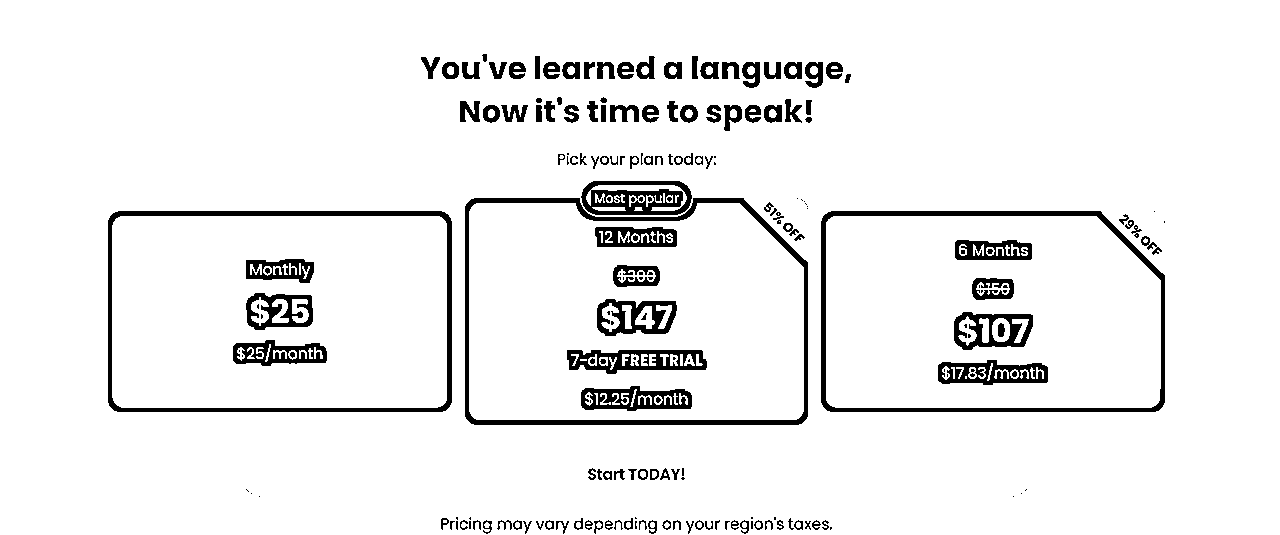 You've learned a language,
Now it's time to speak!
Pick your plan today:
Monthly
$25
$25/month
Most popular
51% OFF
12 Months
$300
$147
7-day FREE TRIAL
$12.25/month
29% OFF
6 Months
$150
$107
$17.83/month
Start TODAY!
Pricing may vary depending on your region's taxes.